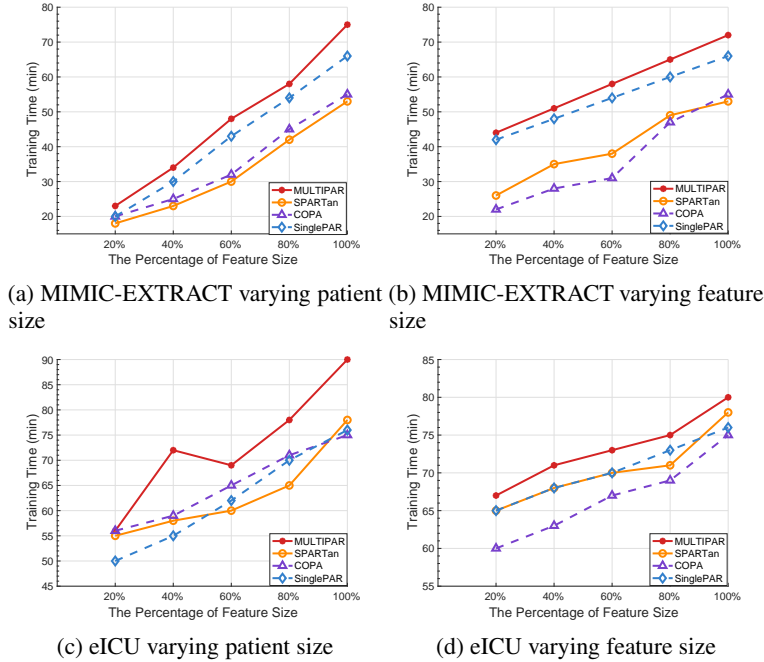 80
70
60
50
40
30
20
Training Time (min)
20% 40% 60% 80% 100%
The Percentage of Feature Size
MULTIPAR
SPARTan
COPA
SinglePAR
80
70
60
50
40
30
20
Training Time (min)
20% 40% 60% 80% 100%
The Percentage of Feature Size
MULTIPAR
SPARTan
COPA
SinglePAR
(a) MIMIC-EXTRACT varying patient size
(b) MIMIC-EXTRACT varying feature size
90
85
80
75
70
65
60
55
50
45
Training Time (min)
20% 40% 60% 80% 100%
The Percentage of Feature Size
MULTIPAR
SPARTan
COPA
SinglePAR
85
80
75
70
65
60
55
Training Time (min)
20% 40% 60% 80% 100%
The Percentage of Feature Size
MULTIPAR
SPARTan
COPA
SinglePAR
(c) eICU varying patient size
(d) eICU varying feature size